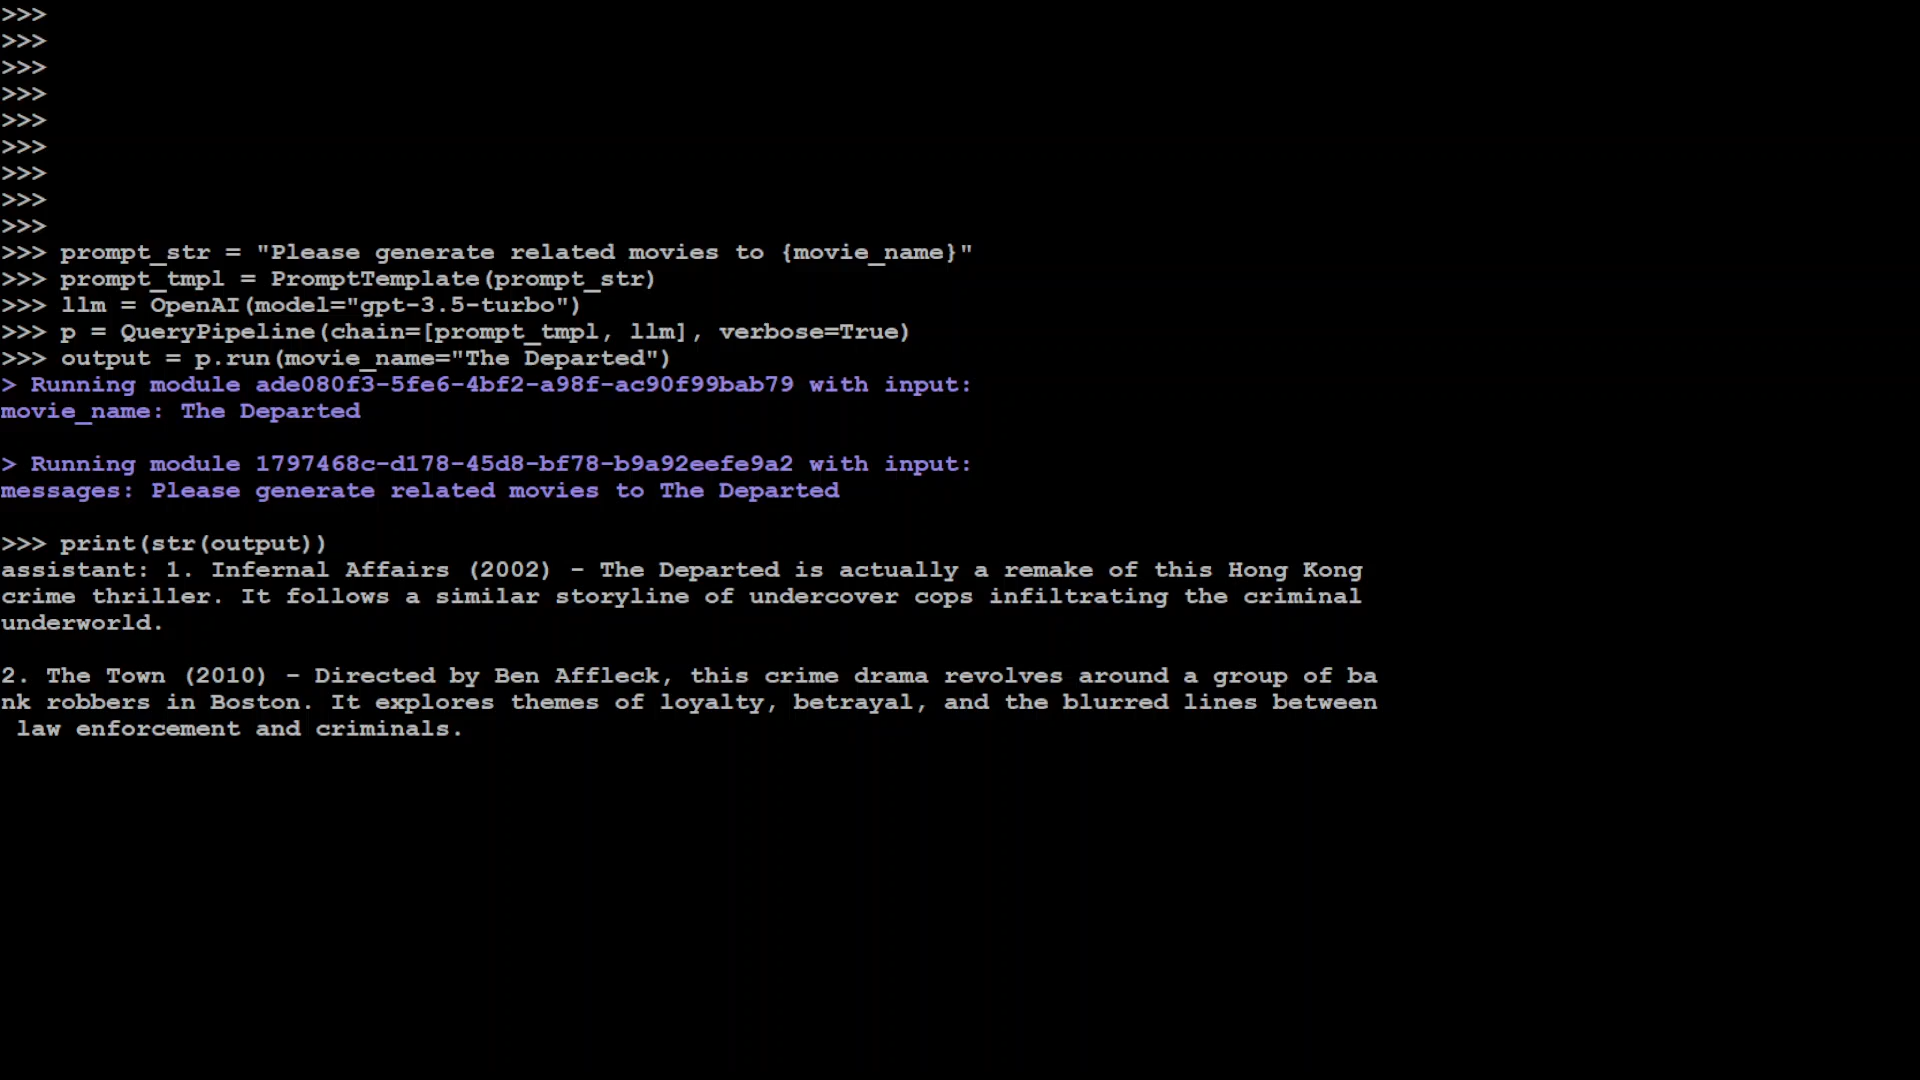 >>>
>>>
>>>
>>>
>>>
>>>
>>>
>>>
>>>
>>> prompt_str = "Please generate related movies to {movie_name}"
>>> prompt_tmpl = PromptTemplate(prompt_str)
>>> llm = OpenAI(model="gpt-3.5-turbo")
>>> p = QueryPipeline(chain=[prompt_tmpl, llm], verbose=True)
>>> output = p.run(movie_name="The Departed")
> Running module ade080f3-5fe6-4bf2-a98f-ac90f99bab79 with input:
movie_name: The Departed

> Running module 1797468c-d178-45d8-bf78-b9a92eefe9a2 with input:
messages: Please generate related movies to The Departed

>>> print(str(output))
assistant: 1. Infernal Affairs (2002) - The Departed is actually a remake of this Hong Kong
crime thriller. It follows a similar storyline of undercover cops infiltrating the criminal
underworld.

2. The Town (2010) - Directed by Ben Affleck, this crime drama revolves around a group of ba
nk robbers in Boston. It explores themes of loyalty, betrayal, and the blurred lines between
 law enforcement and criminals.